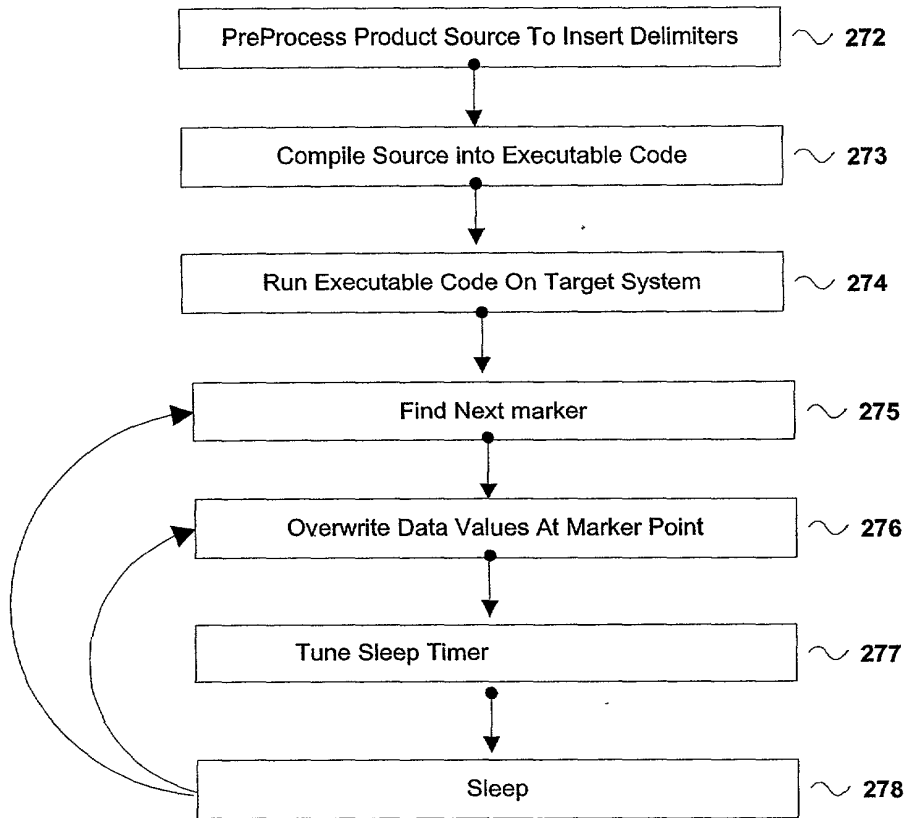 PreProcess Product Source To Insert Delimiters 272
Compile Source into Executable Code 273
Run Executable Code On Target System 274
Find Next marker 275
Overwrite Data Values At Marker Point 276
Tune Sleep Timer 277
Sleep 278